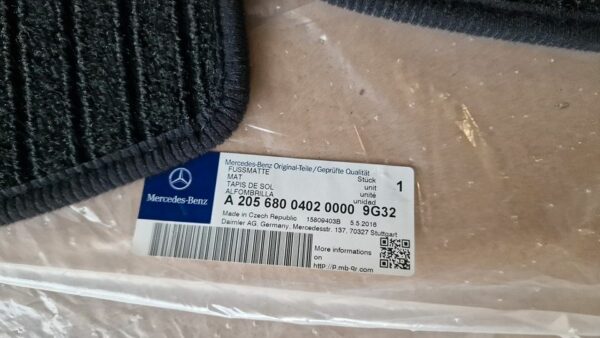 Mercedes-Benz Original-Teile/Geprüfte Qualität
FUSSMATTE
MAT
TAPIS DE SOL
ALFOMBRILLA
Stück
unit
unité
unidad
1
Mercedes-Benz
A 205 680 0402 0000 9G32
Made in Czech Republic 15809403B 5.5.2016
Daimler AG, Germany, Mercedesstr. 137, 70327 Stuttgart
More informations
on
http://p.mb-qr.com